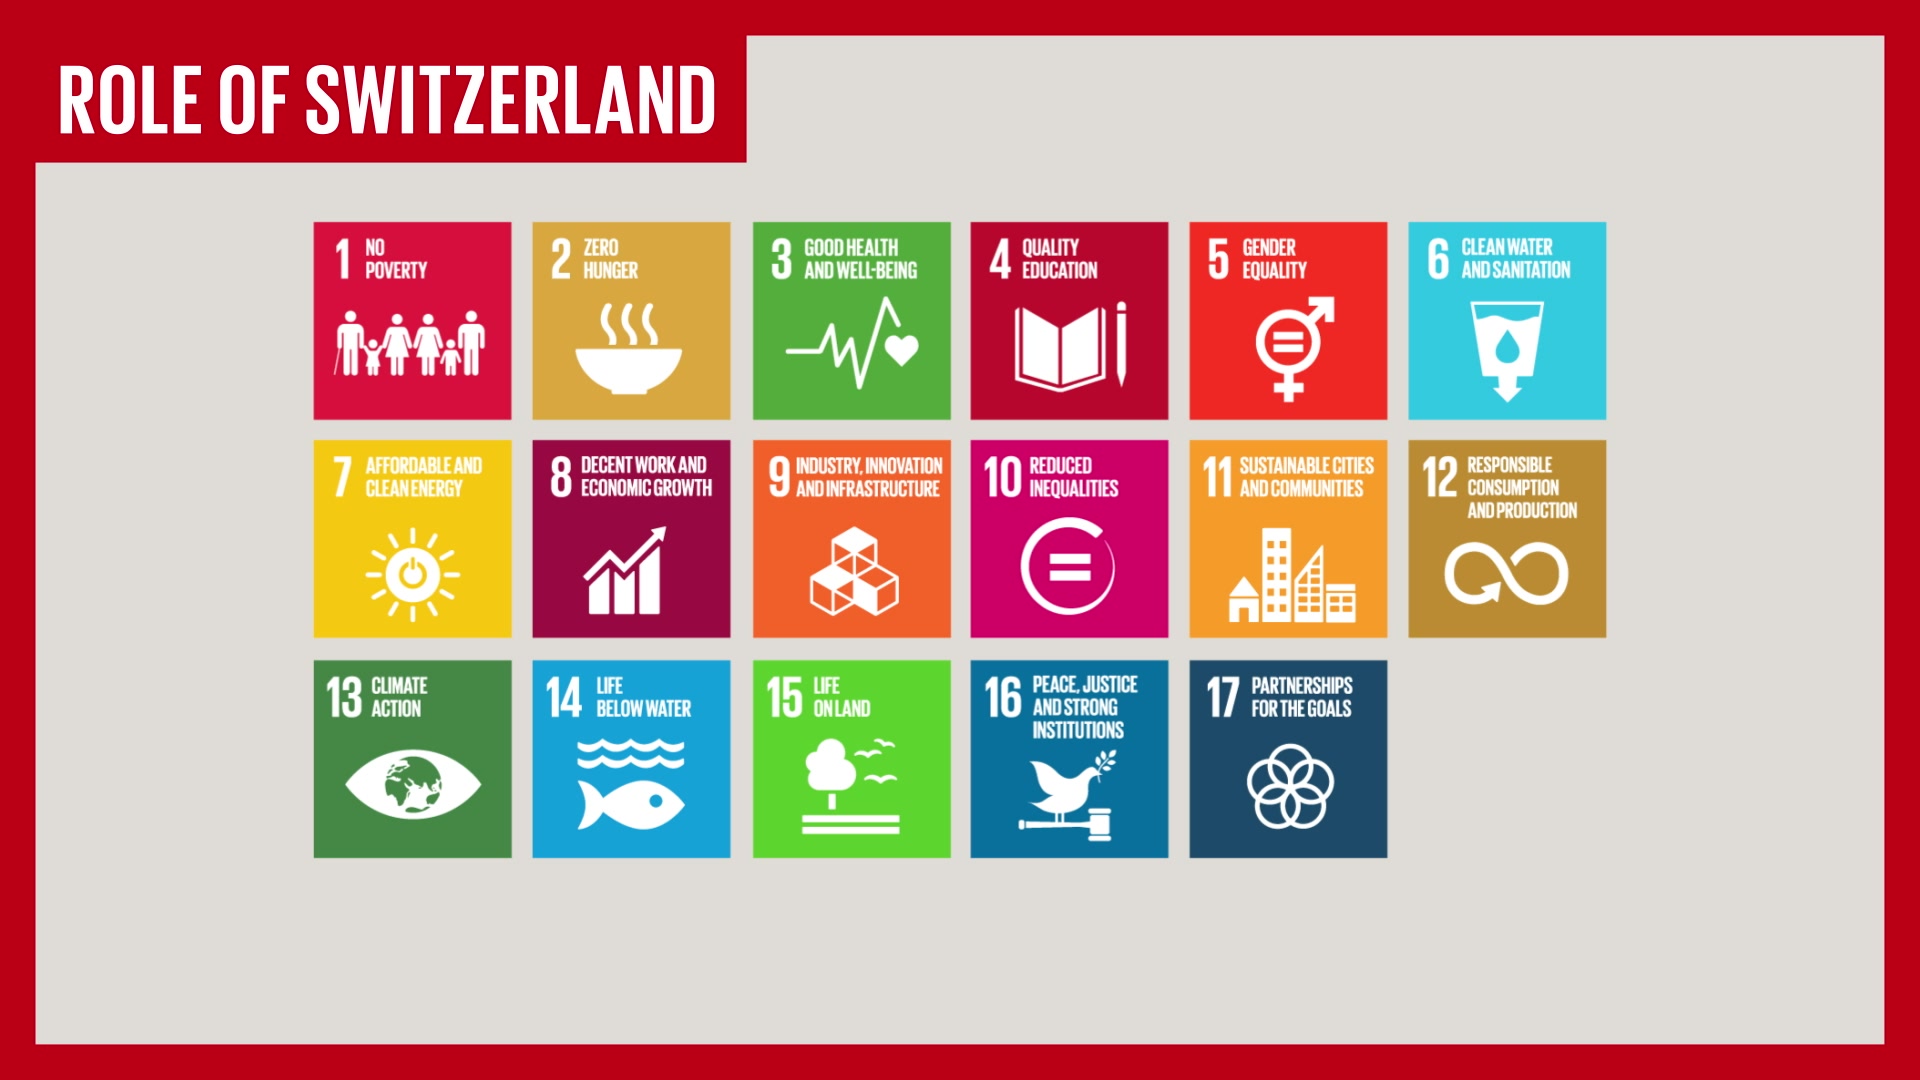 ROLE OF SWITZERLAND
1 NO
POVERTY
2 ZERO
HUNGER
3 GOOD HEALTH
AND WELL-BEING
4 QUALITY
EDUCATION
5 GENDER
EQUALITY
6 CLEAN WATER
AND SANITATION
7 AFFORDABLE AND
CLEAN ENERGY
8 DECENT WORK AND
ECONOMIC GROWTH
9 INDUSTRY, INNOVATION
AND INFRASTRUCTURE
10 REDUCED
INEQUALITIES
11 SUSTAINABLE CITIES
AND COMMUNITIES
12 RESPONSIBLE
CONSUMPTION
AND PRODUCTION
13 CLIMATE
ACTION
14 LIFE
BELOW WATER
15 LIFE
ON LAND
16 PEACE, JUSTICE
AND STRONG
INSTITUTIONS
17 PARTNERSHIPS
FOR THE GOALS